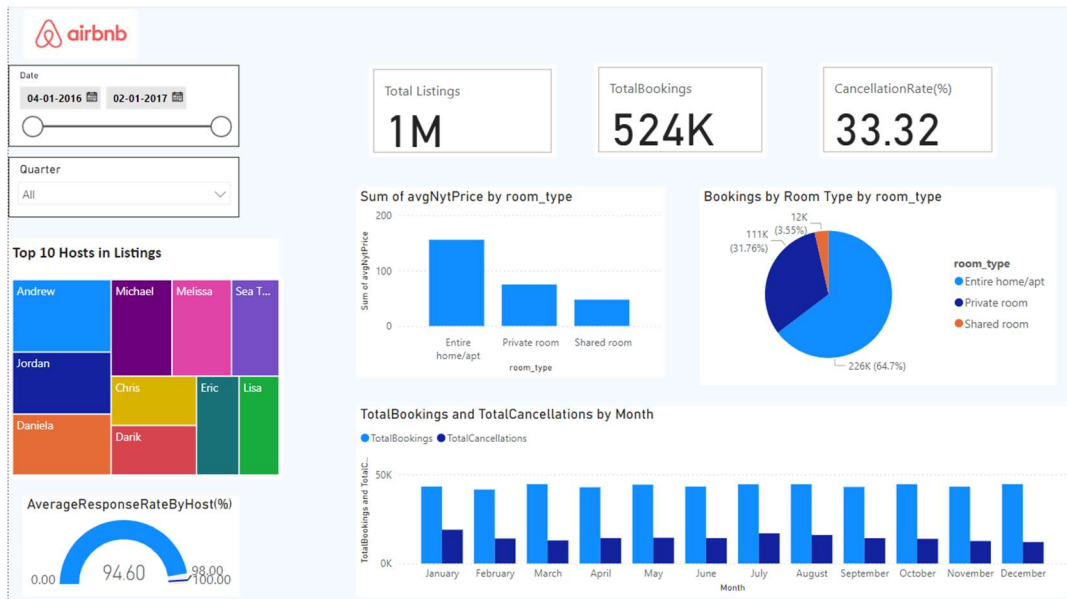 airbnb
Date
04-01-2016
02-01-2017
Quarter
All
Total Listings
1M
TotalBookings
524K
CancellationRate(%)
33.32
Sum of avgNytPrice by room_type
Sum of avgNytPrice
200
100
0
Entire
home/apt
Private room
Shared room
room_type
Bookings by Room Type by room_type
12K
(3.55%)
111K
(31.76%)
226K (64.7%)
room_type
Entire home/apt
Private room
Shared room
Top 10 Hosts in Listings
Andrew
Michael
Melissa
Sea T...
Jordan
Chris
Eric
Lisa
Daniela
Darik
AverageResponseRateByHost(%)
0.00
94.60
98.00
100.00
TotalBookings and TotalCancellations by Month
TotalBookings
TotalCancellations
TotalBookings and TotalC...
50K
0K
January
February
March
April
May
June
July
August
September
October
November
December
Month